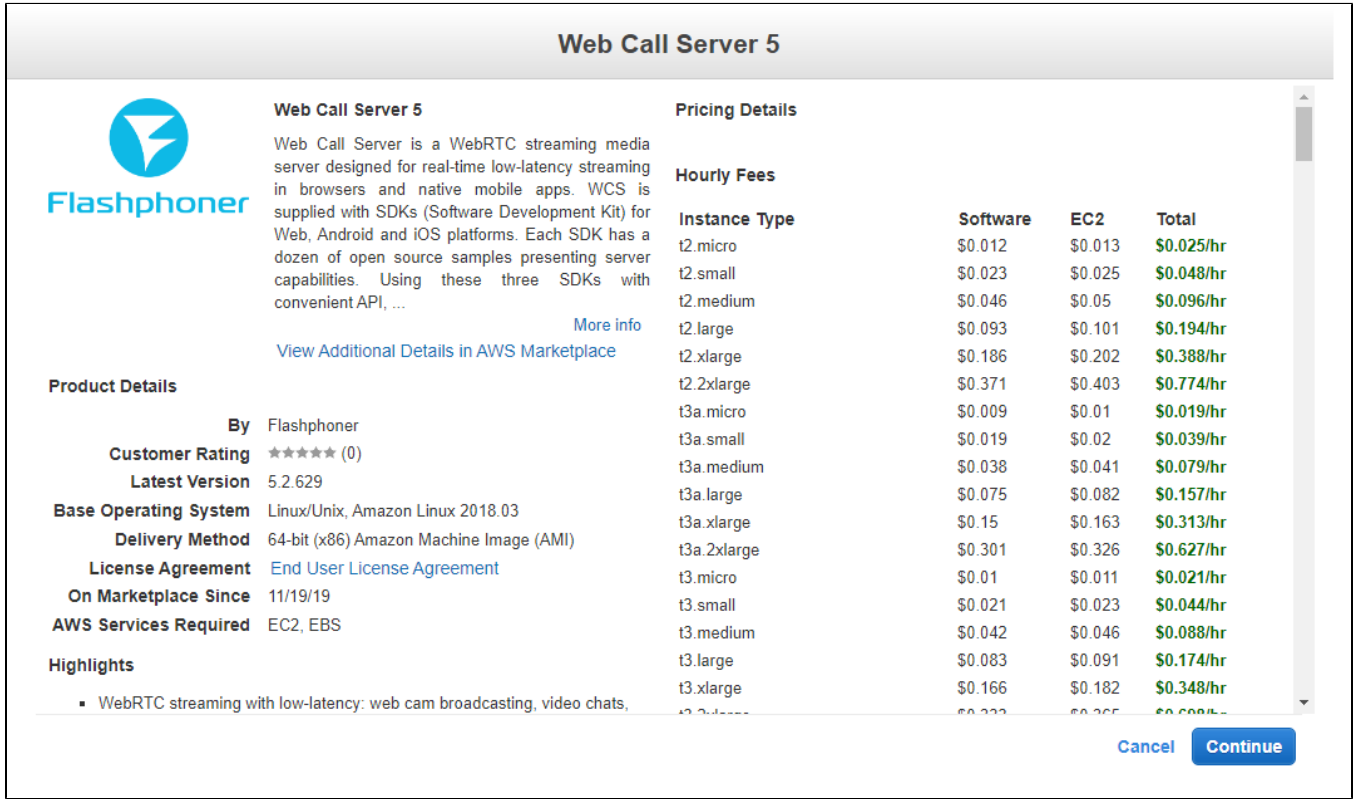 Web Call Server 5
Flashphoner
Web Call Server 5
Web Call Server is a WebRTC streaming media
server designed for real-time low-latency streaming
in browsers and native mobile apps. WCS is
supplied with SDKs (Software Development Kit) for
Web, Android and iOS platforms. Each SDK has a
dozen of open source samples presenting server
capabilities. Using these three SDKs with
convenient API, ...
More info
View Additional Details in AWS Marketplace
Product Details
By Flashphoner
Customer Rating ★★★★★ (0)
Latest Version 5.2.629
Base Operating System Linux/Unix, Amazon Linux 2018.03
Delivery Method 64-bit (x86) Amazon Machine Image (AMI)
License Agreement End User License Agreement
On Marketplace Since 11/19/19
AWS Services Required EC2, EBS
Highlights
▪ WebRTC streaming with low-latency: web cam broadcasting, video chats,
Pricing Details
Hourly Fees
Instance Type Software EC2 Total
t2.micro $0.012 $0.013 $0.025/hr
t2.small $0.023 $0.025 $0.048/hr
t2.medium $0.046 $0.05 $0.096/hr
t2.large $0.093 $0.101 $0.194/hr
t2.xlarge $0.186 $0.202 $0.388/hr
t2.2xlarge $0.371 $0.403 $0.774/hr
t3a.micro $0.009 $0.01 $0.019/hr
t3a.small $0.019 $0.02 $0.039/hr
t3a.medium $0.038 $0.041 $0.079/hr
t3a.large $0.075 $0.082 $0.157/hr
t3a.xlarge $0.15 $0.163 $0.313/hr
t3a.2xlarge $0.301 $0.326 $0.627/hr
t3.micro $0.01 $0.011 $0.021/hr
t3.small $0.021 $0.023 $0.044/hr
t3.medium $0.042 $0.046 $0.088/hr
t3.large $0.083 $0.091 $0.174/hr
t3.xlarge $0.166 $0.182 $0.348/hr
Cancel Continue